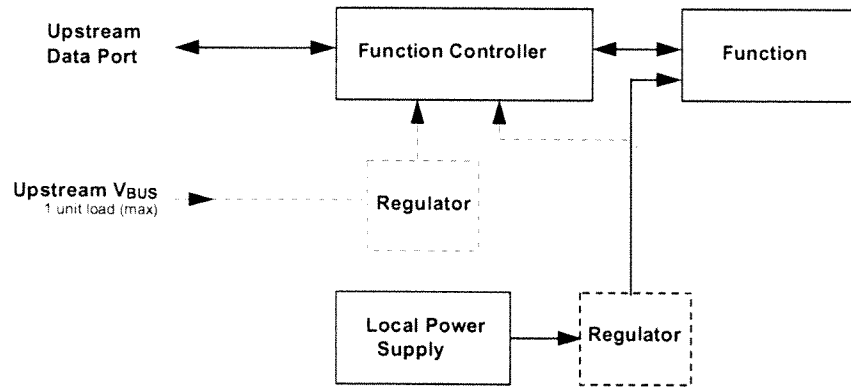 Upstream
Data Port
Function Controller
Function
Upstream VBUS
1 unit load (max)
Regulator
Local Power
Supply
Regulator